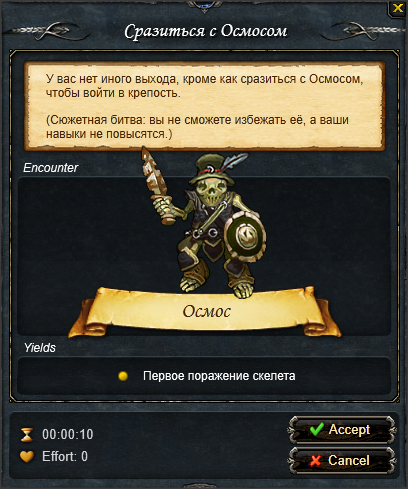 Сразиться с Осмосом
У вас нет иного выхода, кроме как сразиться с Осмосом,
чтобы войти в крепость.
(Сюжетная битва: вы не сможете избежать её, а ваши
навыки не повысятся.)
Encounter
Осмос
Yields
Первое поражение скелета
00:00:10
Accept
Effort: 0
Cancel